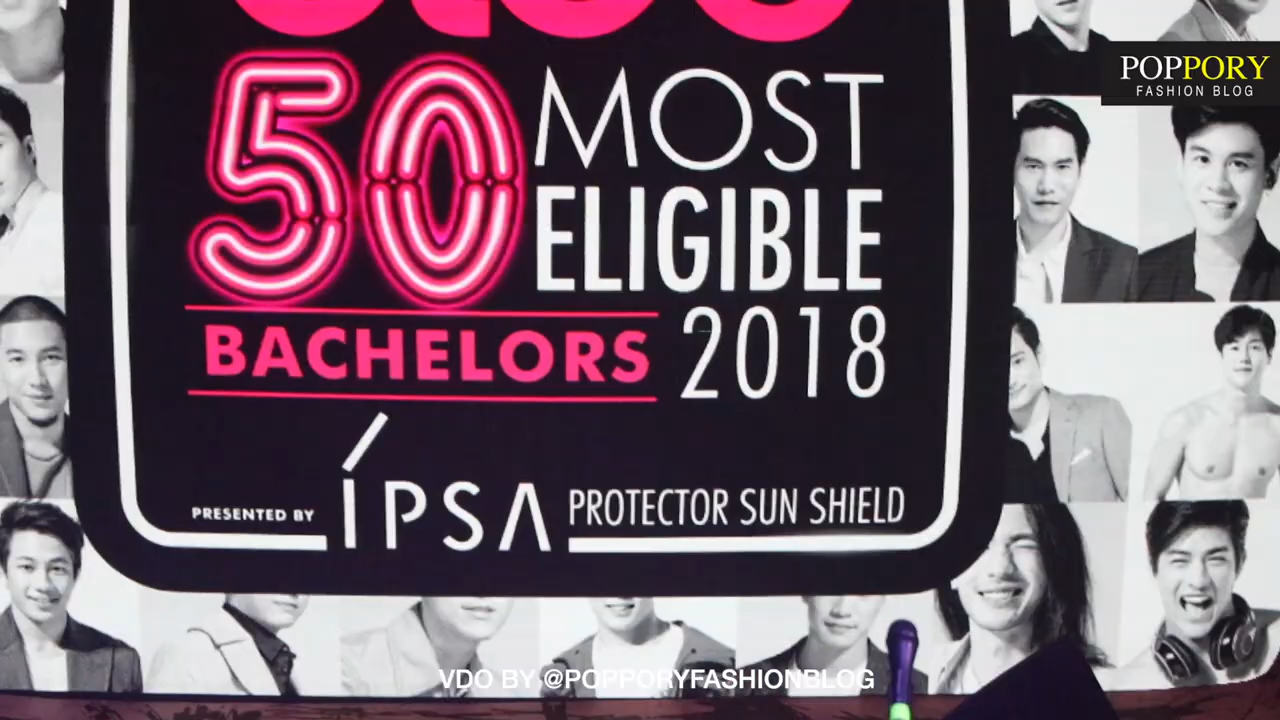 POPPORY
FASHION BLOG
50 MOST
ELIGIBLE
BACHELORS 2018
PRESENTED BY ÍPSA PROTECTOR SUN SHIELD
VDO BY @POPPORYFASHIONBLOG